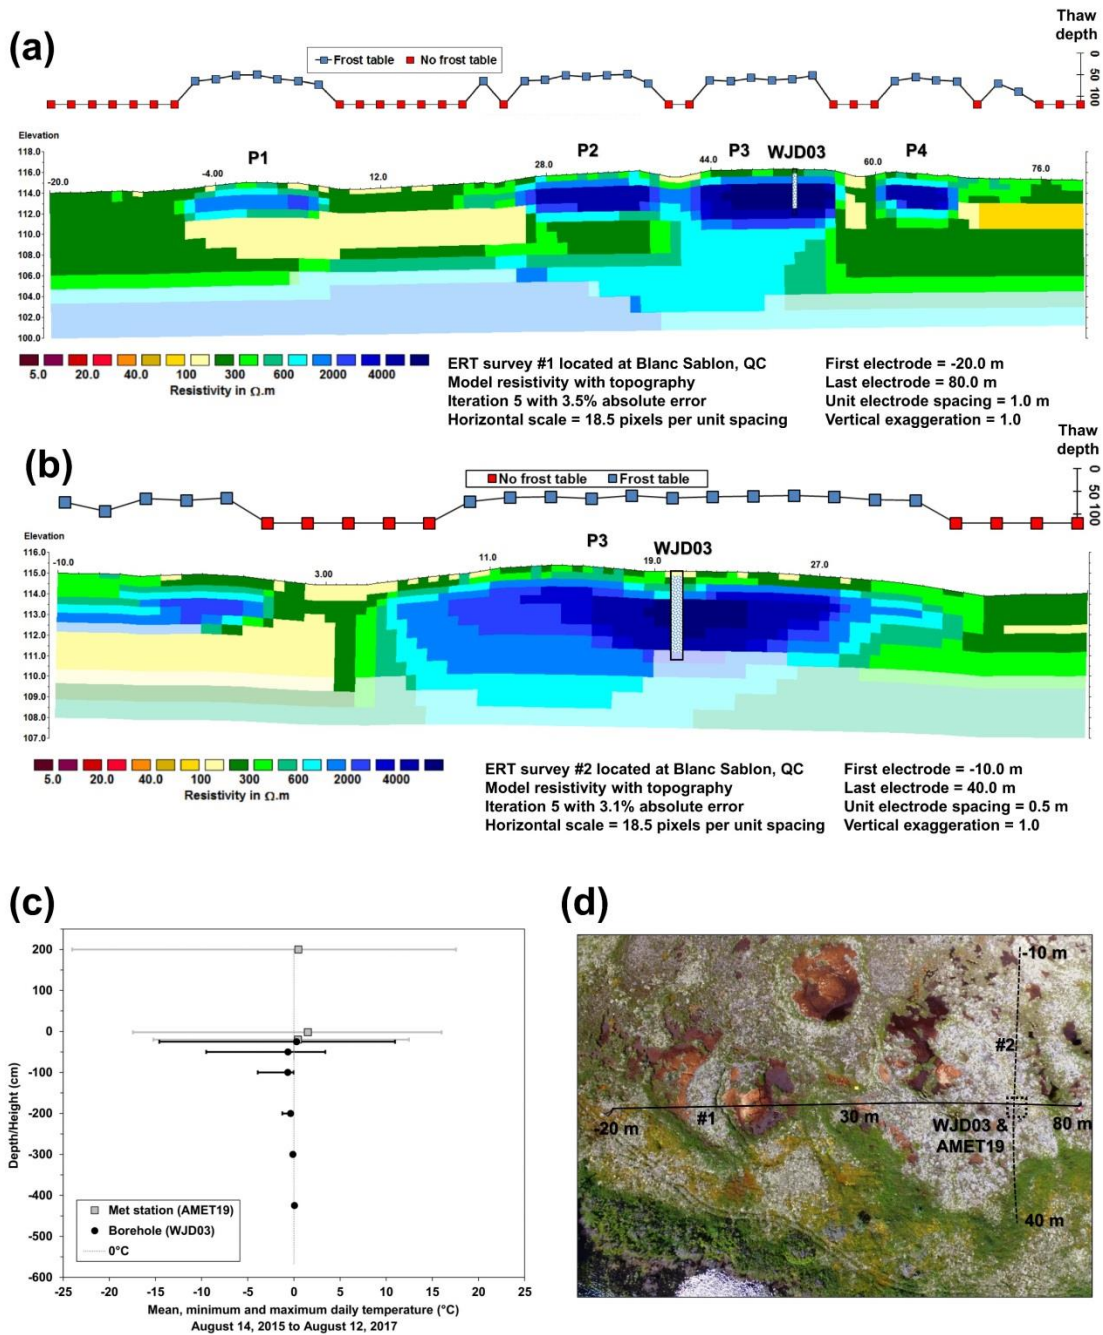 (a)
Thaw
depth
Frost table No frost table
0
50
100
Elevation
118.0
116.0
114.0
112.0
110.0
108.0
106.0
104.0
102.0
100.0
P1 P2 P3 WJD03 P4
-20.0 -4.00 12.0 28.0 44.0 60.0 76.0
5.0 20.0 40.0 100 300 600 2000 4000
Resistivity in Ω.m
ERT survey #1 located at Blanc Sablon, QC
Model resistivity with topography
Iteration 5 with 3.5% absolute error
Horizontal scale = 18.5 pixels per unit spacing
First electrode = -20.0 m
Last electrode = 80.0 m
Unit electrode spacing = 1.0 m
Vertical exaggeration = 1.0
(b)
Thaw
depth
No frost table Frost table
0
50
100
Elevation
116.0
115.0
114.0
113.0
112.0
111.0
110.0
109.0
108.0
107.0
P3 WJD03
-10.0 3.00 11.0 19.0 27.0
5.0 20.0 40.0 100 300 600 2000 4000
Resistivity in Ω.m
ERT survey #2 located at Blanc Sablon, QC
Model resistivity with topography
Iteration 5 with 3.1% absolute error
Horizontal scale = 18.5 pixels per unit spacing
First electrode = -10.0 m
Last electrode = 40.0 m
Unit electrode spacing = 0.5 m
Vertical exaggeration = 1.0
(c)
Depth/Height (cm)
200
100
0
-100
-200
-300
-400
-500
-600
Met station (AMET19)
Borehole (WJD03)
0°C
-25 -20 -15 -10 -5 0 5 10 15 20 25
Mean, minimum and maximum daily temperature (°C)
August 14, 2015 to August 12, 2017
(d)
-10 m
#2
-20 m
#1
30 m
WJD03 &
AMET19
80 m
40 m